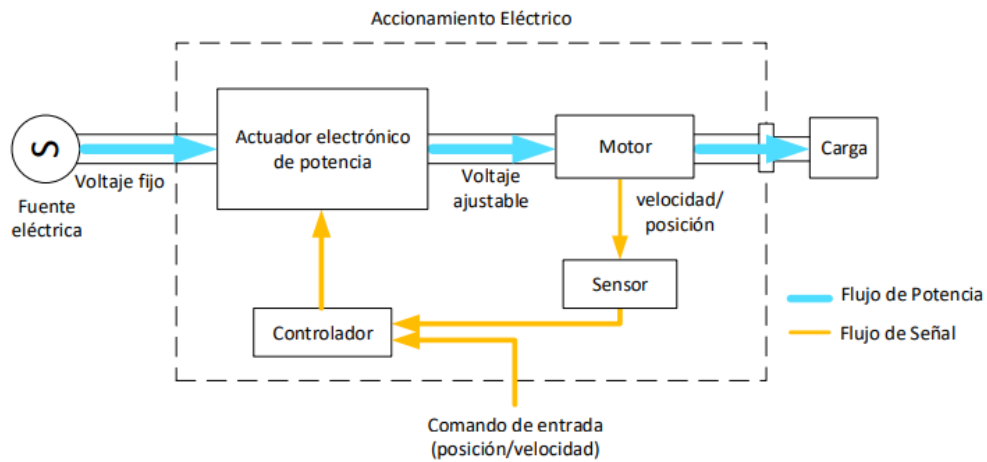 Accionamiento Eléctrico
Actuador electrónico
de potencia
Motor
Carga
S
Voltaje fijo
Voltaje
ajustable
Fuente
eléctrica
velocidad/
posición
Sensor
Controlador
Flujo de Potencia
Flujo de Señal
Comando de entrada
(posición/velocidad)